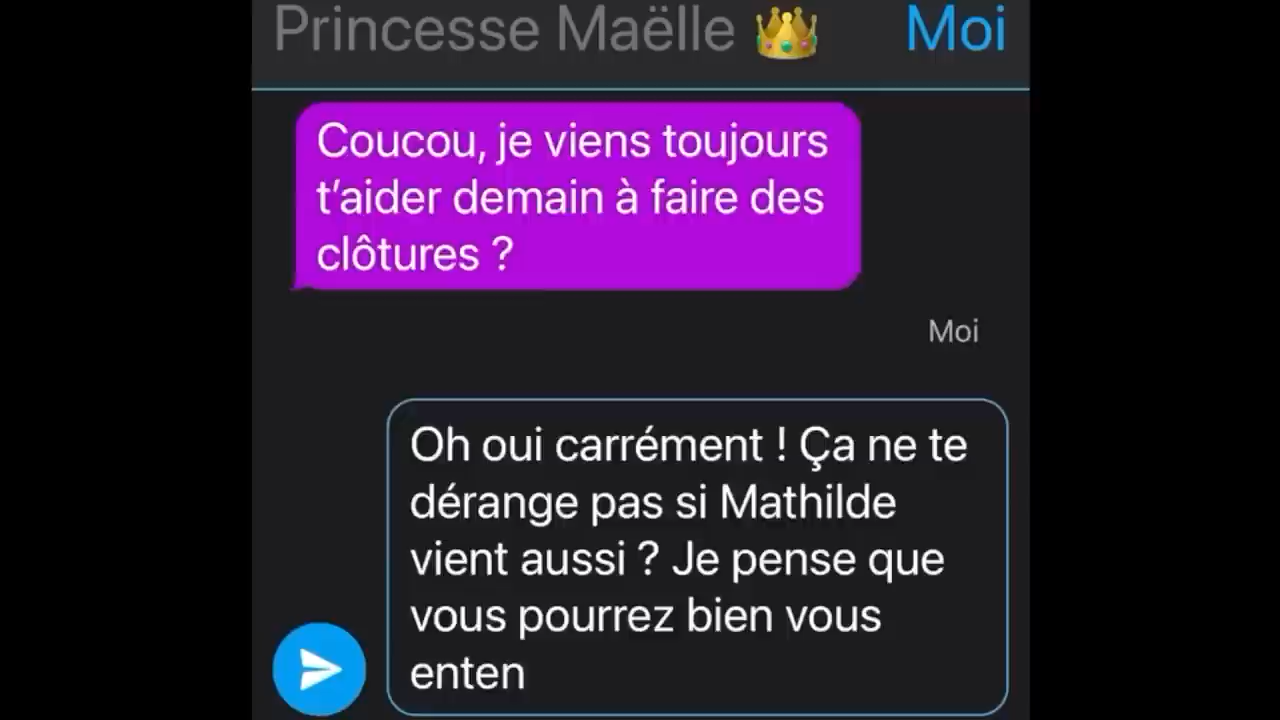 Princesse Maëlle 👑 Moi
Coucou, je viens toujours
t’aider demain à faire des
clôtures ?
Moi
Oh oui carrément ! Ça ne te
dérange pas si Mathilde
vient aussi ? Je pense que
vous pourrez bien vous
enten